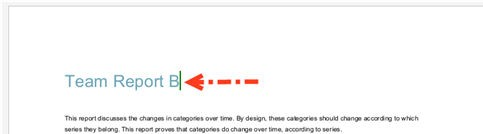 Team Report B
This report discusses the changes in categories over time. By design, these categories should change according to which
series they belong. This report proves that categories do change over time, according to series.